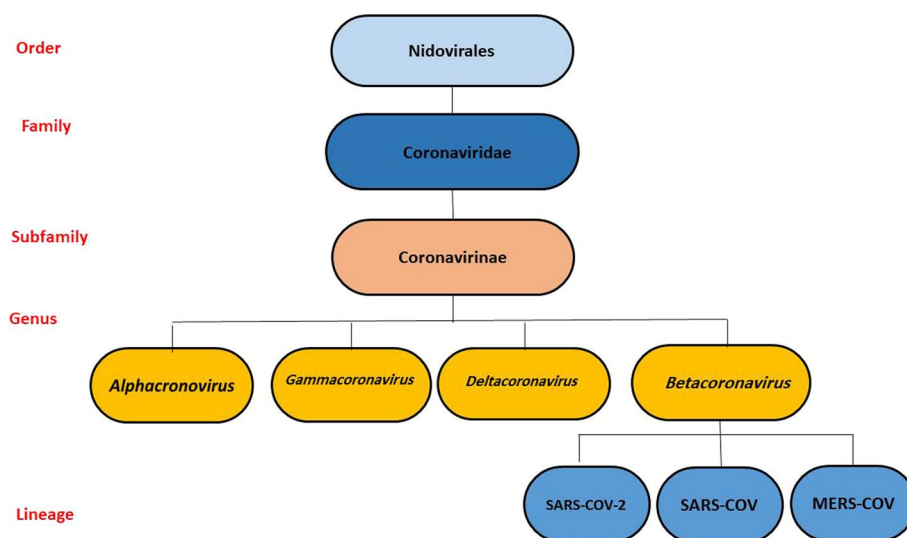 Order
Nidovirales
Family
Coronaviridae
Subfamily
Coronavirinae
Genus
Alphacronovirus
Gammacoronavirus
Deltacoronavirus
Betacoronavirus
Lineage
SARS-COV-2
SARS-COV
MERS-COV